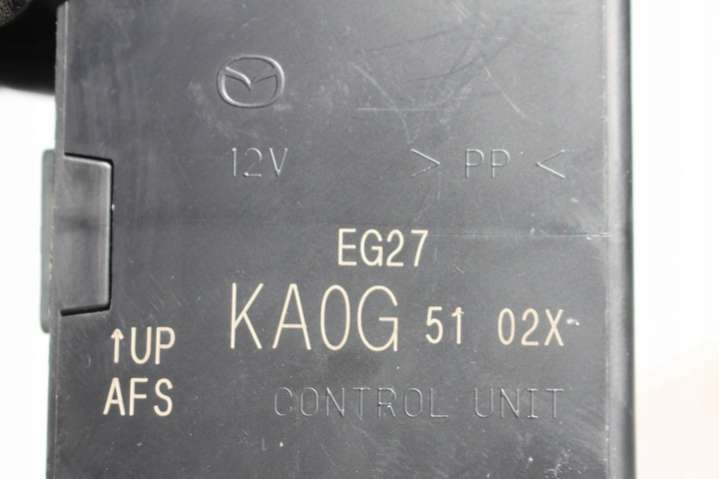 12V > PP <
EG27
KA0G 51 02X
↑UP
AFS
CONTROL UNIT